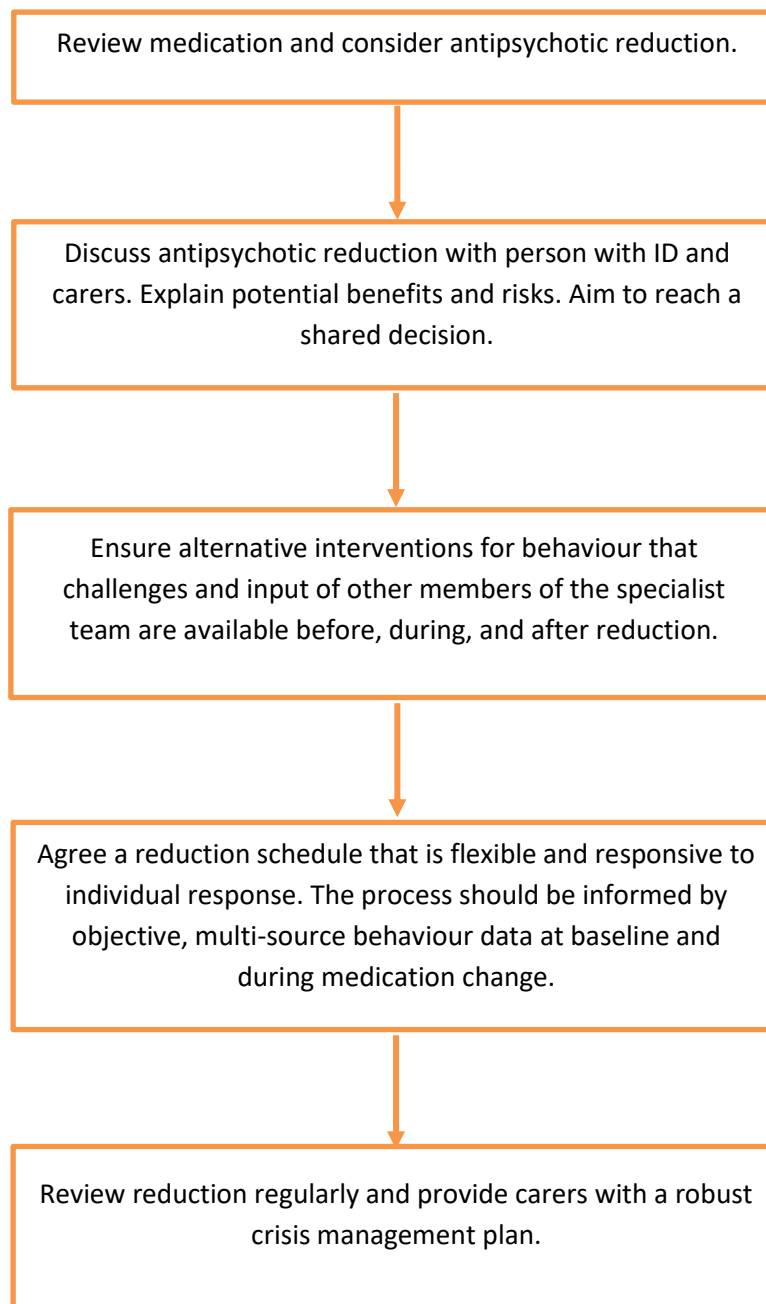 Review medication and consider antipsychotic reduction.
Discuss antipsychotic reduction with person with ID and
carers. Explain potential benefits and risks. Aim to reach a
shared decision.
Ensure alternative interventions for behaviour that
challenges and input of other members of the specialist
team are available before, during, and after reduction.
Agree a reduction schedule that is flexible and responsive to
individual response. The process should be informed by
objective, multi-source behaviour data at baseline and
during medication change.
Review reduction regularly and provide carers with a robust
crisis management plan.